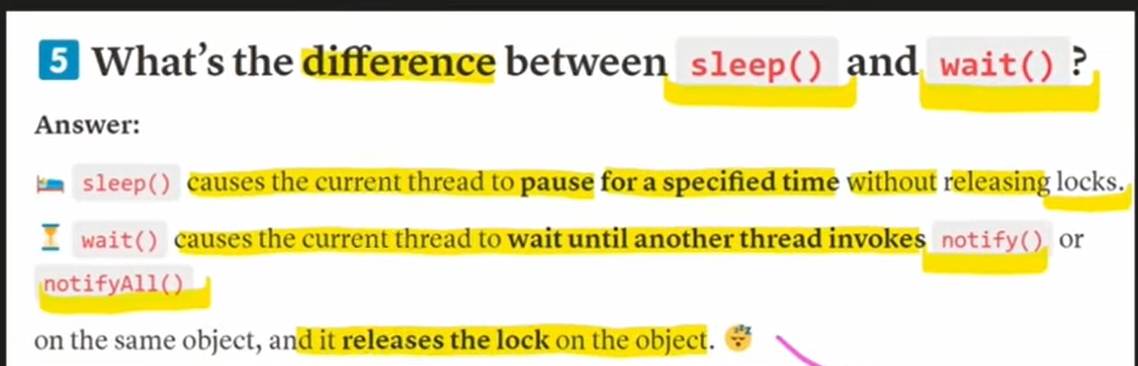 5 What's the difference between sleep() and wait() ?
Answer:
sleep() causes the current thread to pause for a specified time without releasing locks.
wait() causes the current thread to wait until another thread invokes notify() or
notifyAll()
on the same object, and it releases the lock on the object.